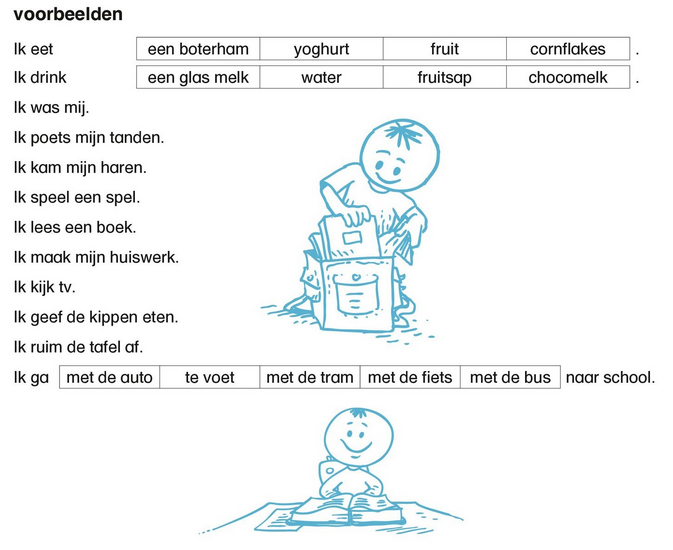 voorbeelden
Ik eet een boterham yoghurt fruit cornflakes .
Ik drink een glas melk water fruitsap chocomelk .
Ik was mij.
Ik poets mijn tanden.
Ik kam mijn haren.
Ik speel een spel.
Ik lees een boek.
Ik maak mijn huiswerk.
Ik kijk tv.
Ik geef de kippen eten.
Ik ruim de tafel af.
Ik ga met de auto te voet met de tram met de fiets met de bus naar school.